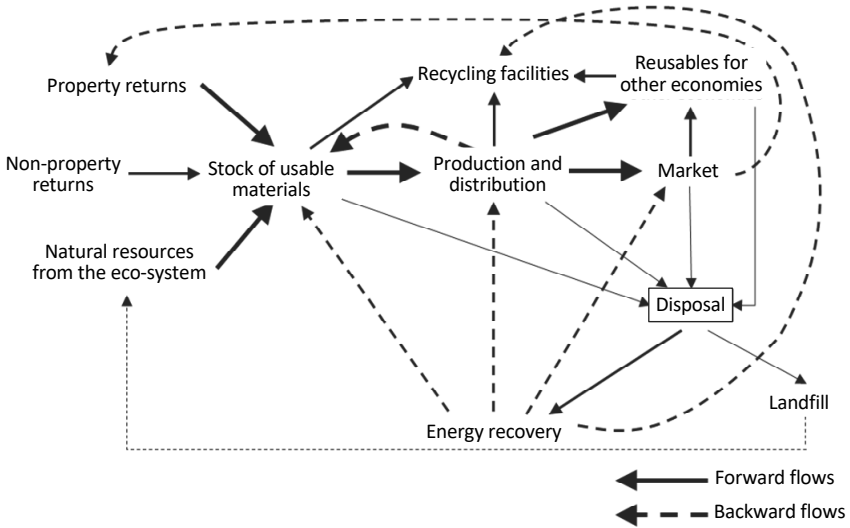 Property returns
Recycling facilities
Reusables for
other economies
Non-property
returns
Stock of usable
materials
Production and
distribution
Market
Natural resources
from the eco-system
Disposal
Landfill
Energy recovery
Forward flows
Backward flows